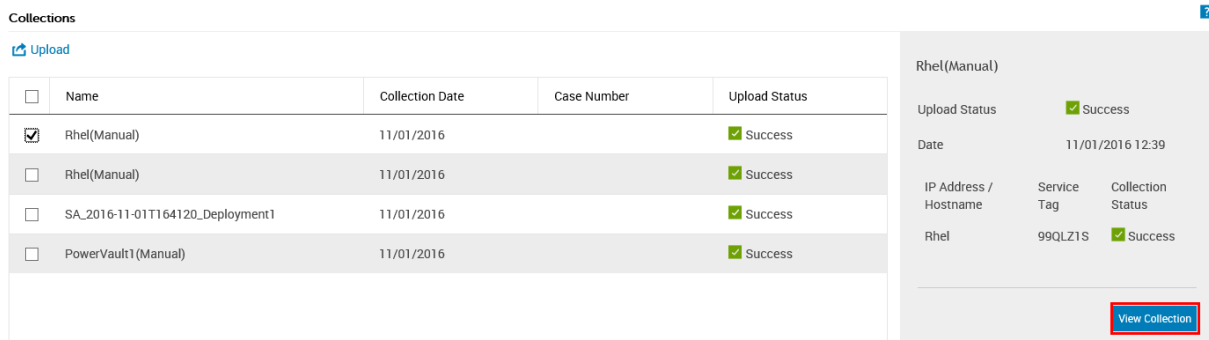 Collections
?
Upload
Name Collection Date Case Number Upload Status
Rhel(Manual) 11/01/2016 Success
Rhel(Manual) 11/01/2016 Success
SA_2016-11-01T164120_Deployment1 11/01/2016 Success
PowerVault1(Manual) 11/01/2016 Success
Rhel(Manual)
Upload Status Success
Date 11/01/2016 12:39
IP Address / Service Collection
Hostname Tag Status
Rhel 99QLZ1S Success
View Collection